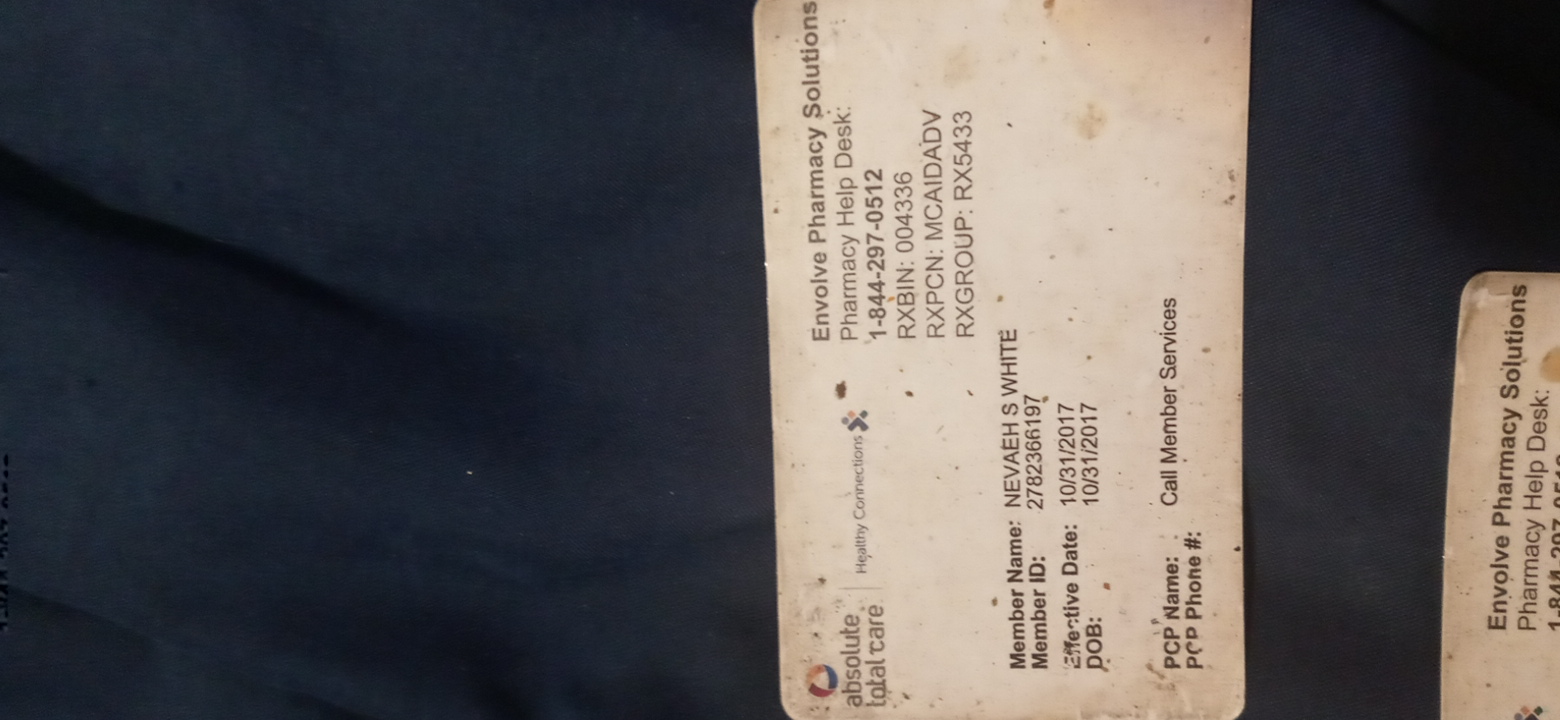 absolute
total care
Healthy Connections
Envolve Pharmacy Solutions
Pharmacy Help Desk:
1-844-297-0512
RXBIN: 004336
RXPCN: MCAIDADV
RXGROUP: RX5433
Member Name: NEVAEH S WHITE
Member ID: 2782366197
Effective Date: 10/31/2017
DOB: 10/31/2017
PCP Name: Call Member Services
PCP Phone #:
Envolve Pharmacy Solutions
Pharmacy Help Desk: